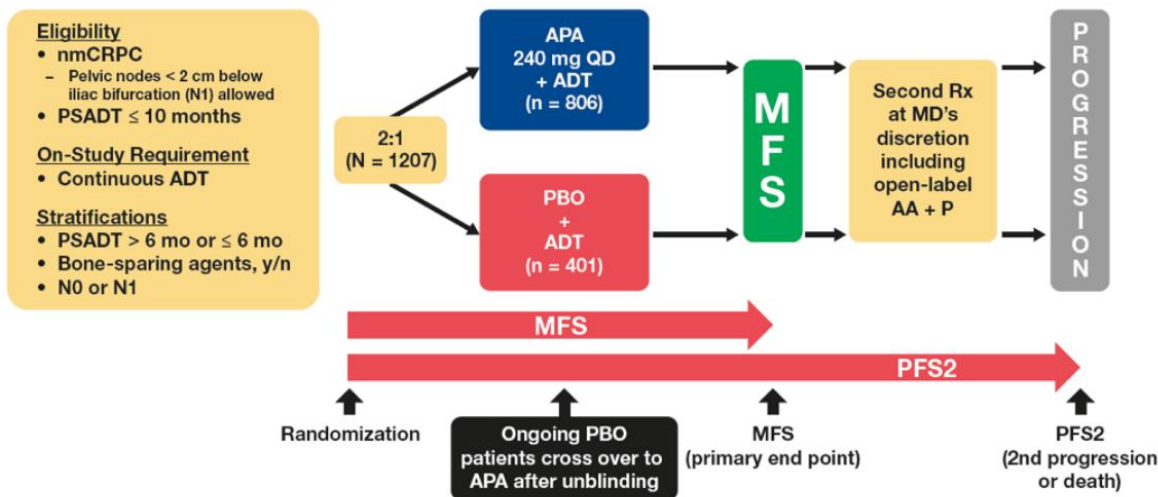 Eligibility
• nmCRPC
– Pelvic nodes < 2 cm below
iliac bifurcation (N1) allowed
• PSADT ≤ 10 months
On-Study Requirement
• Continuous ADT
Stratifications
• PSADT > 6 mo or ≤ 6 mo
• Bone-sparing agents, y/n
• N0 or N1
2:1
(N = 1207)
APA
240 mg QD
+ ADT
(n = 806)
PBO
+
ADT
(n = 401)
MFS
Second Rx
at MD's
discretion
including
open-label
AA + P
PROGRESSION
MFS
PFS2
Randomization
Ongoing PBO
patients cross over to
APA after unblinding
MFS
(primary end point)
PFS2
(2nd progression
or death)